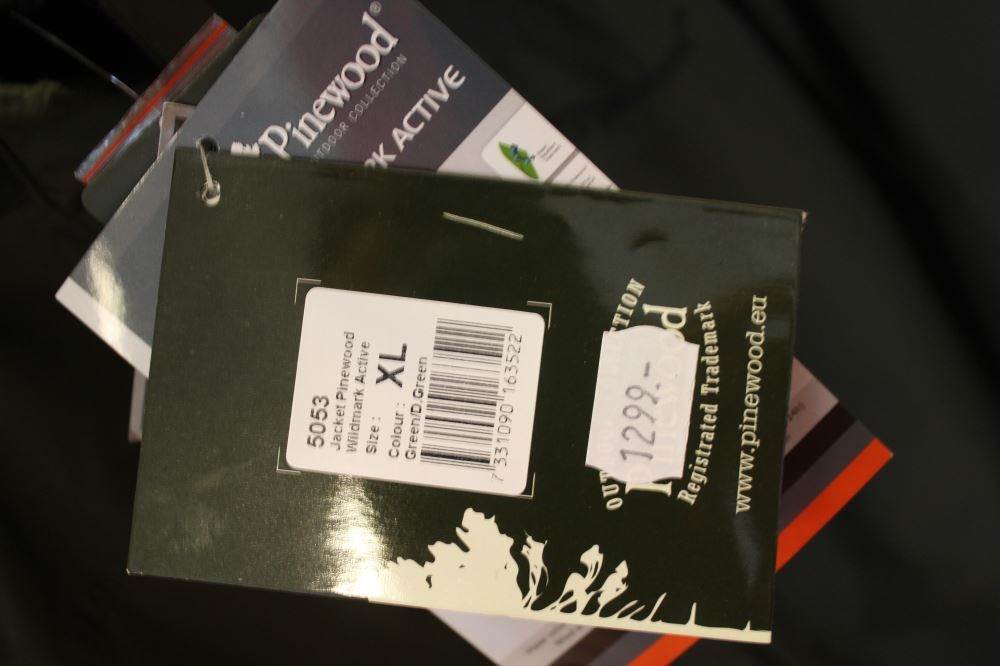 Pinewood®
OUTDOOR COLLECTION
RK ACTIVE
5053
Jacket Pinewood
Wildmark Active
Size :
XL
Colour :
Green/D.Green
7 331090 163522
1299.-
Registrated Trademark
www.pinewood.eu